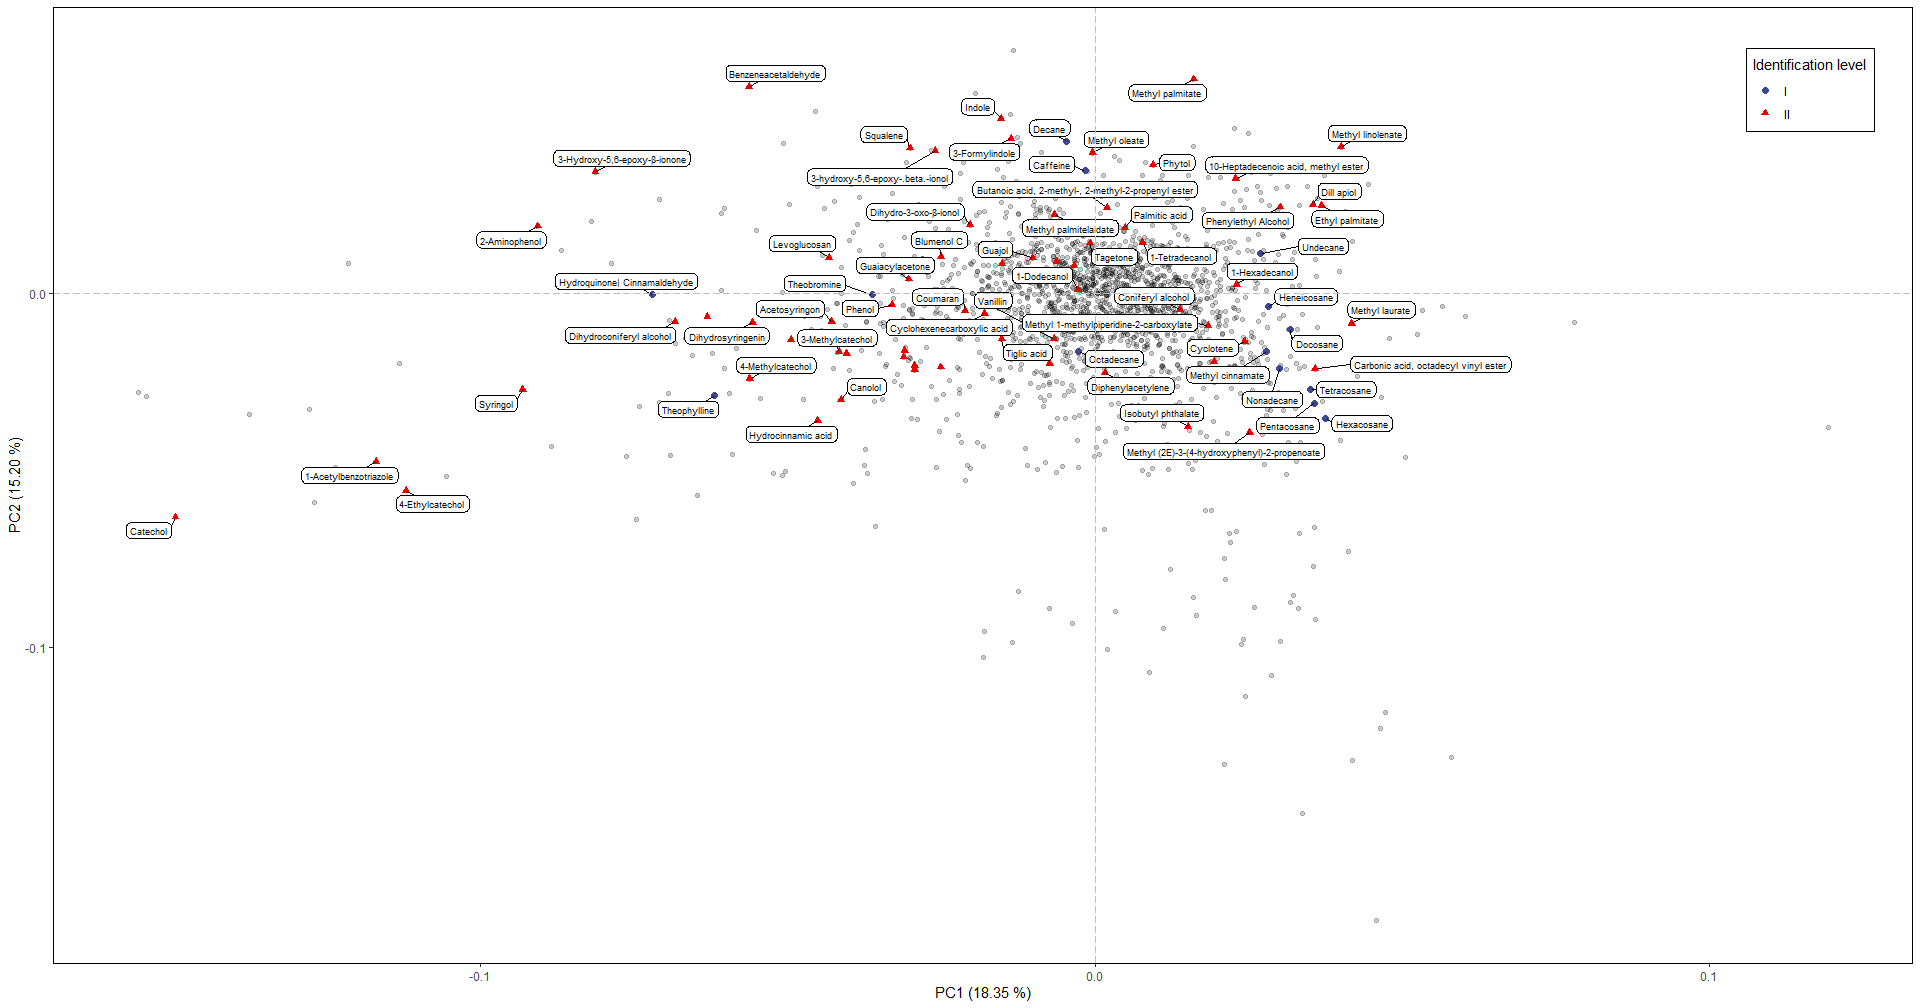 Identification level
I
II
Benzeneacetaldehyde
Methyl palmitate
Indole
Decane
Squalene
Methyl oleate
Methyl linolenate
3-Formylindole
3-Hydroxy-5,6-epoxy-β-ionone
Caffeine
Phytol
10-Heptadecenoic acid, methyl ester
3-hydroxy-5,6-epoxy-.beta.-ionol
Butanoic acid, 2-methyl-, 2-methyl-2-propenyl ester
Dill apiol
Dihydro-3-oxo-β-ionol
Palmitic acid
Phenylethyl Alcohol
Ethyl palmitate
Methyl palmitelaidate
2-Aminophenol
Levoglucosan
Blumenol C
Guajol
Tagetone
1-Tetradecanol
Undecane
Guaiacylacetone
1-Dodecanol
1-Hexadecanol
Hydroquinone| Cinnamaldehyde
Theobromine
0.0
Coumaran
Vanillin
Coniferyl alcohol
Heneicosane
Acetosyringon
Phenol
Methyl laurate
Cyclohexenecarboxylic acid
Methyl 1-methylpiperidine-2-carboxylate
Dihydroconiferyl alcohol
Dihydrosyringenin
3-Methylcatechol
Docosane
Tiglic acid
Octadecane
Cyclotene
4-Methylcatechol
Carbonic acid, octadecyl vinyl ester
Methyl cinnamate
Canolol
Diphenylacetylene
Tetracosane
Syringol
Theophylline
Nonadecane
Isobutyl phthalate
Pentacosane
Hexacosane
Hydrocinnamic acid
Methyl (2E)-3-(4-hydroxyphenyl)-2-propenoate
1-Acetylbenzotriazole
4-Ethylcatechol
Catechol
PC2 (15.20 %)
-0.1
-0.1
0.0
0.1
PC1 (18.35 %)